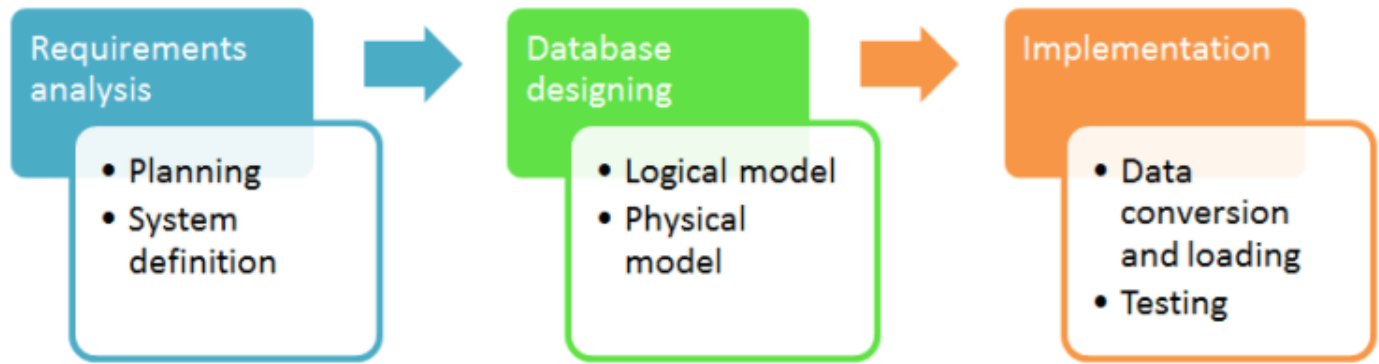 Requirements
analysis
• Planning
• System
definition
Database
designing
• Logical model
• Physical
model
Implementation
• Data
conversion
and loading
• Testing